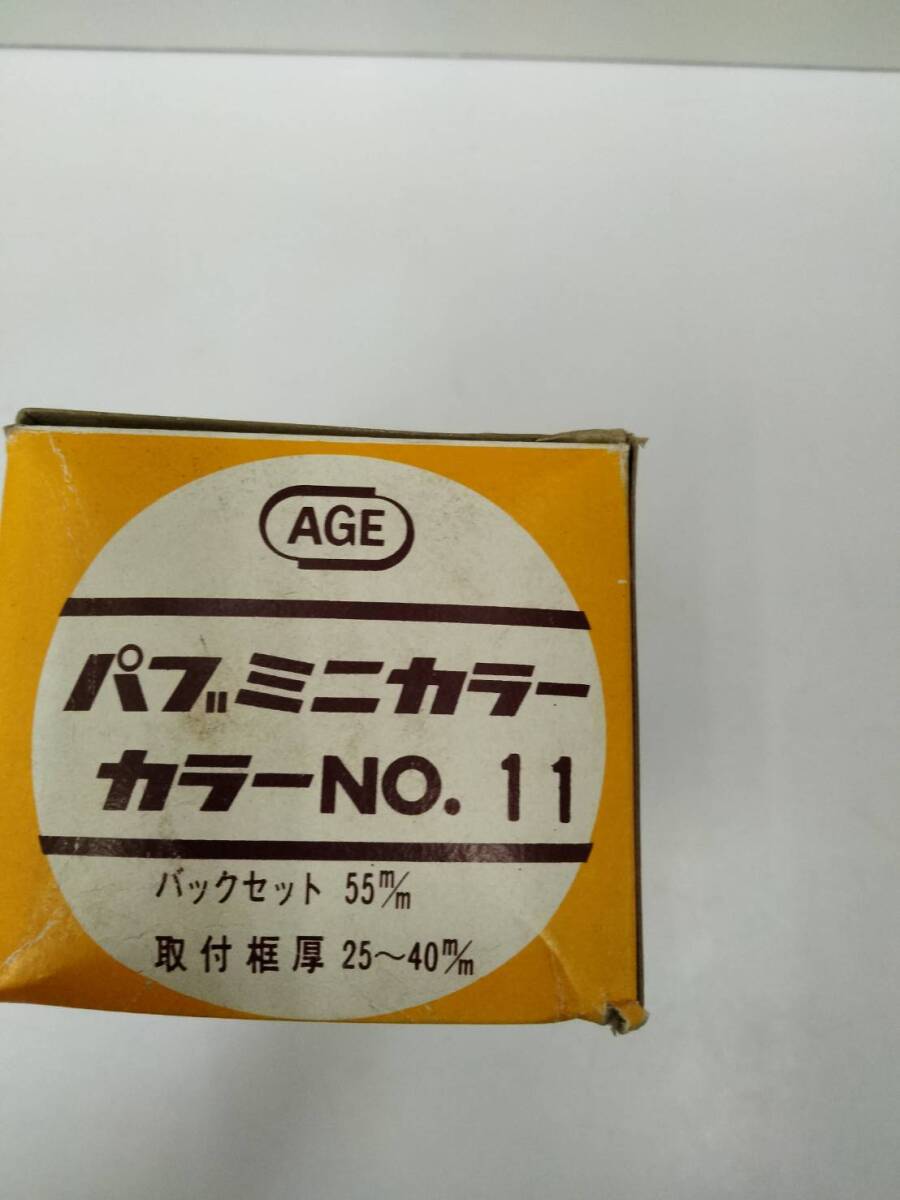 AGE
パブミニカラー
カラーNO. 11
バックセット 55m/m
取付框厚 25〜40m/m